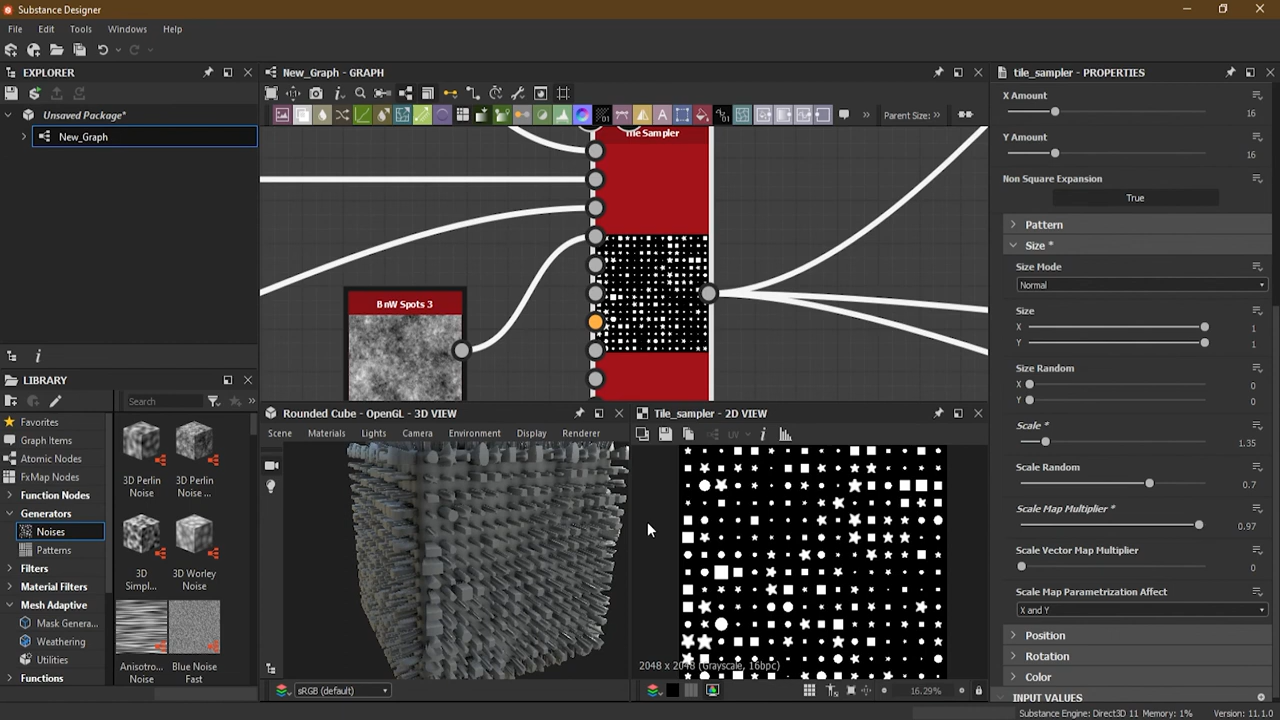 Substance Designer
File Edit Tools Windows Help
EXPLORER
Unsaved Package*
New_Graph
New_Graph - GRAPH
Parent Size:
Tile Sampler
BnW Spots 3
LIBRARY
Search
Favorites
Graph Items
Atomic Nodes
FxMap Nodes
Function Nodes
Generators
Noises
Patterns
Filters
Material Filters
Mesh Adaptive
Mask Genera...
Weathering
Utilities
Functions
3D Perlin Noise
3D Perlin Noise ...
3D Simpl...
3D Worley Noise
Anisotro... Noise
Blue Noise Fast
Rounded Cube - OpenGL - 3D VIEW
Scene Materials Lights Camera Environment Display Renderer
sRGB (default)
Tile_sampler - 2D VIEW
UV
2048 x 2048 (Grayscale, 16bpc)
16.29%
tile_sampler - PROPERTIES
X Amount
16
Y Amount
16
Non Square Expansion
True
Pattern
Size *
Size Mode
Normal
Size
X 1
Y 1
Size Random
X 0
Y 0
Scale *
1.35
Scale Random
0.7
Scale Map Multiplier *
0.97
Scale Vector Map Multiplier
0
Scale Map Parametrization Affect
X and Y
Position
Rotation
Color
INPUT VALUES
Substance Engine: Direct3D 11 Memory: 1% Version: 11.1.0